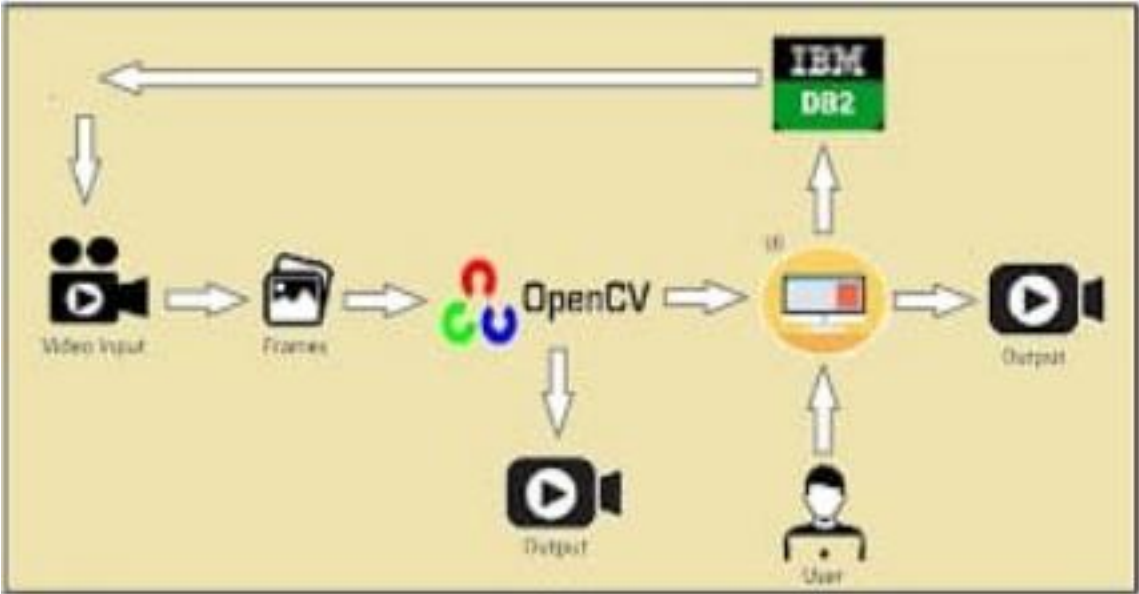 IBM
DB2
UI
OpenCV
Video Input
Frames
Output
Output
User